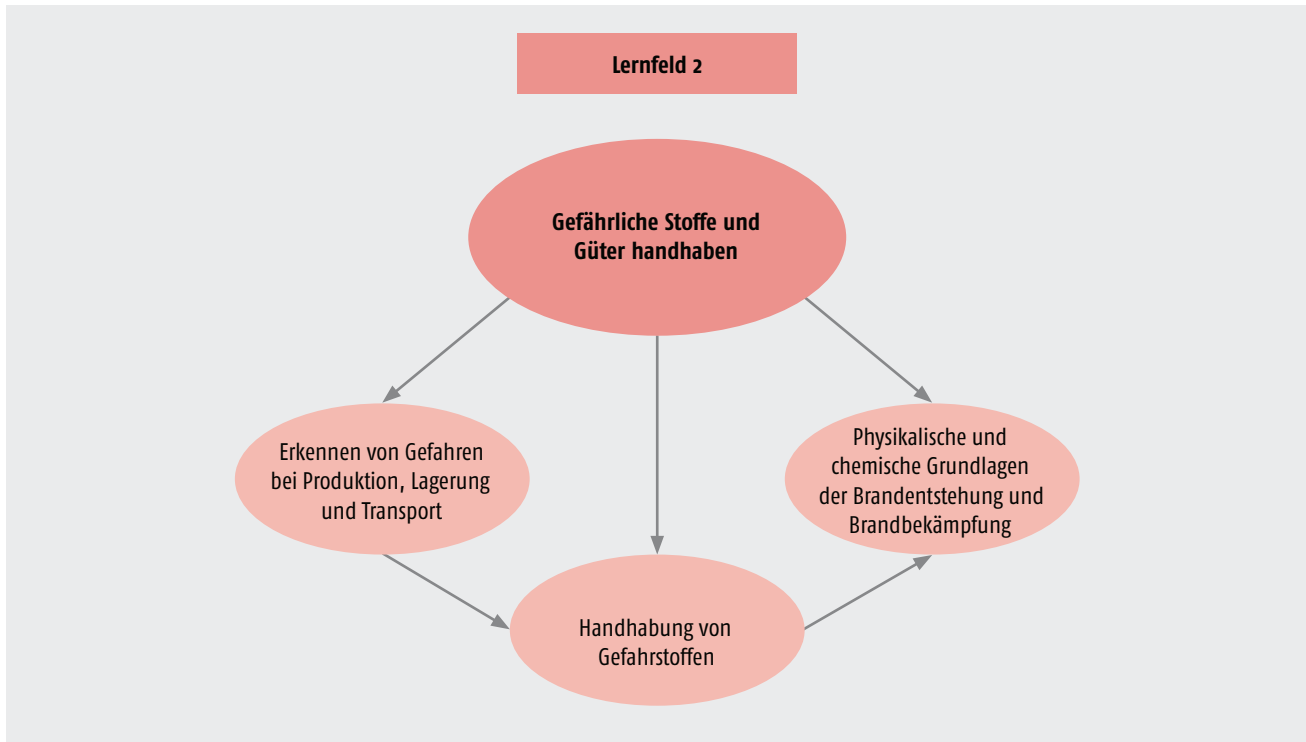 Lernfeld 2
Gefährliche Stoffe und
Güter handhaben
Erkennen von Gefahren
bei Produktion, Lagerung
und Transport
Physikalische und
chemische Grundlagen
der Brandentstehung und
Brandbekämpfung
Handhabung von
Gefahrstoffen